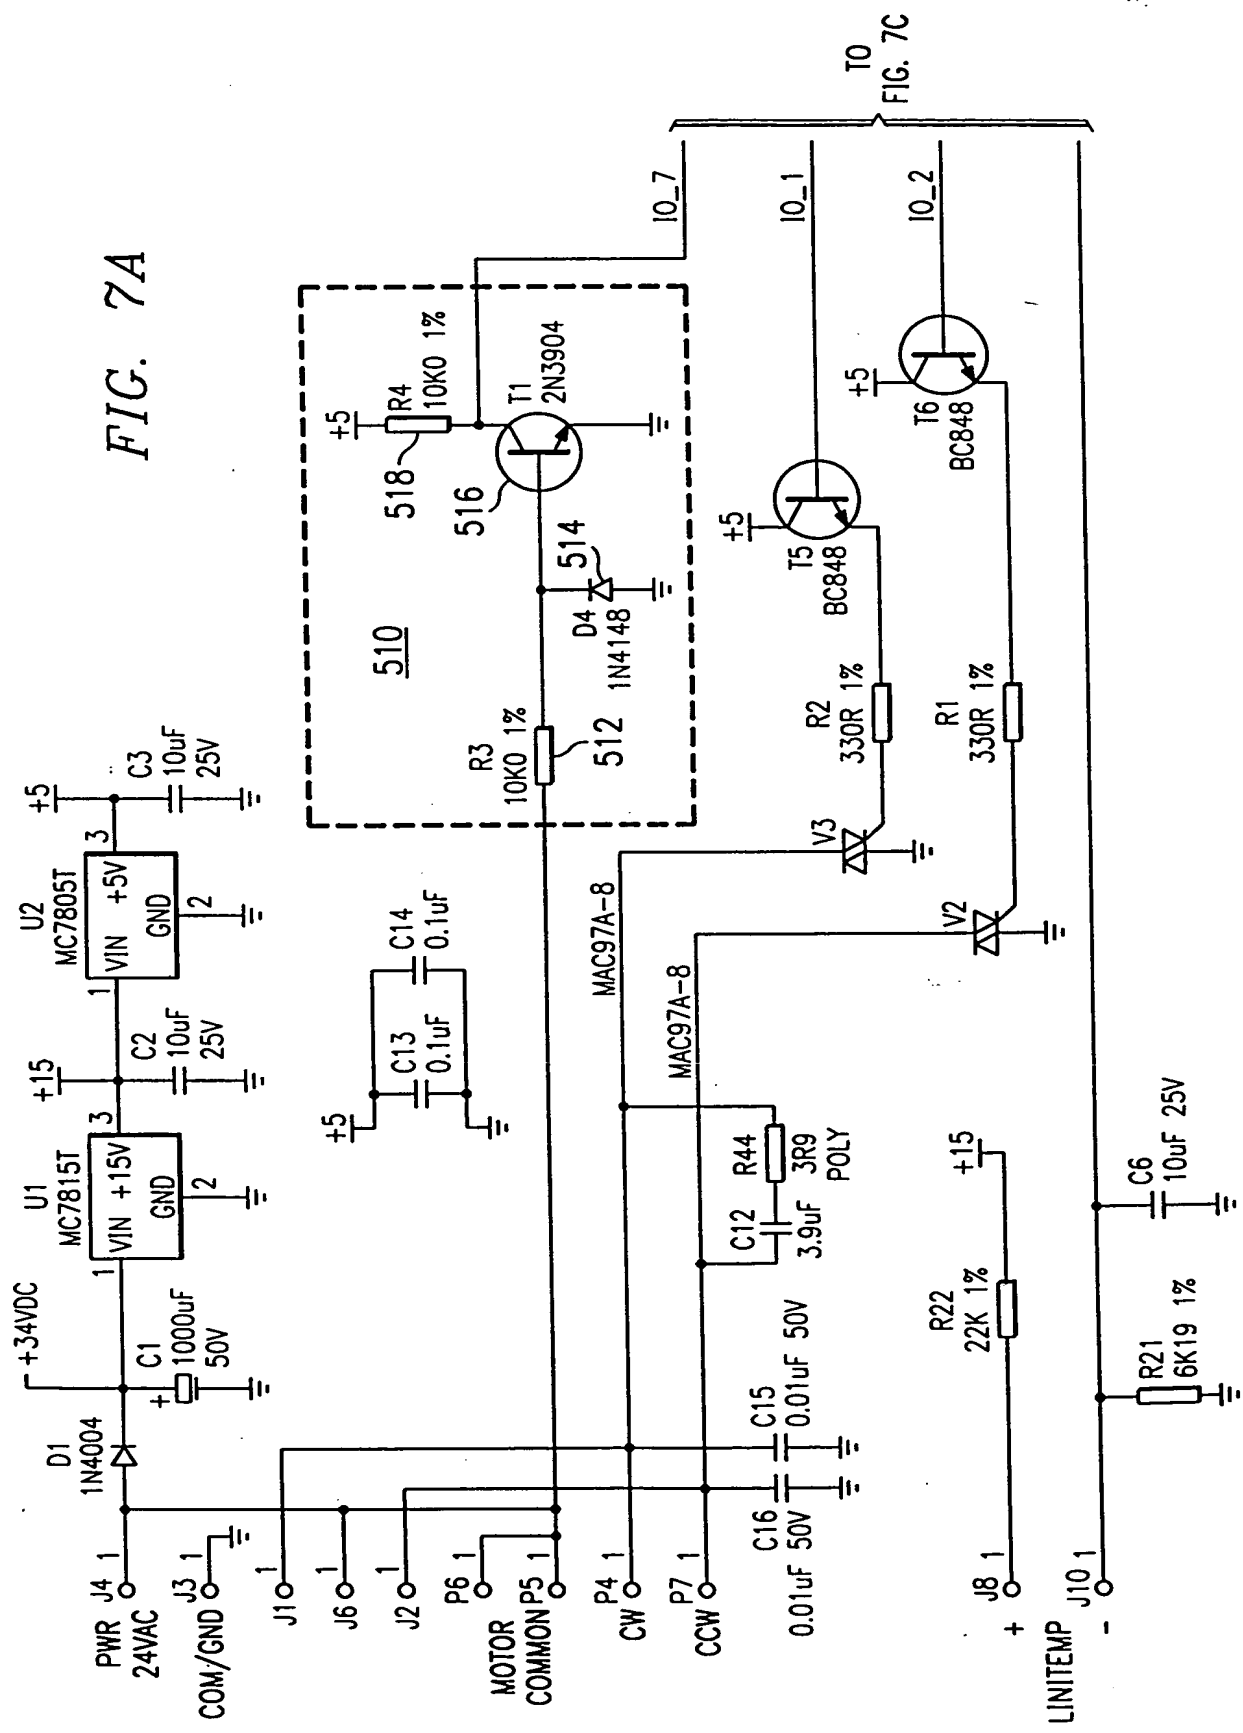 FIG. 7A
PWR
24VAC
J4
1
D1
1N4004
+34VDC
+
C1
1000uF
50V
U1
MC7815T
1
VIN
+15V
3
GND
2
+15
C2
10uF
25V
U2
MC7805T
1
VIN
+5V
3
GND
2
+5
C3
10uF
25V
COM/GND
J3
1
J1
1
J6
1
J2
1
P6
1
MOTOR
COMMON
P5
1
+5
C13
0.1uF
C14
0.1uF
510
R3
10K0 1%
512
D4
1N4148
514
516
518
+5
R4
10K0 1%
T1
2N3904
IO_7
CW
P4
1
CCW
P7
1
C16
0.01uF 50V
C15
0.01uF 50V
C12
3.9uF
R44
3R9
POLY
MAC97A-8
MAC97A-8
V3
V2
R2
330R 1%
R1
330R 1%
+5
T5
BC848
+5
T6
BC848
IO_1
IO_2
TO
FIG. 7C
LINITEMP
+
J8
1
R22
22K 1%
+15
-
J10
1
R21
6K19 1%
C6
10uF 25V